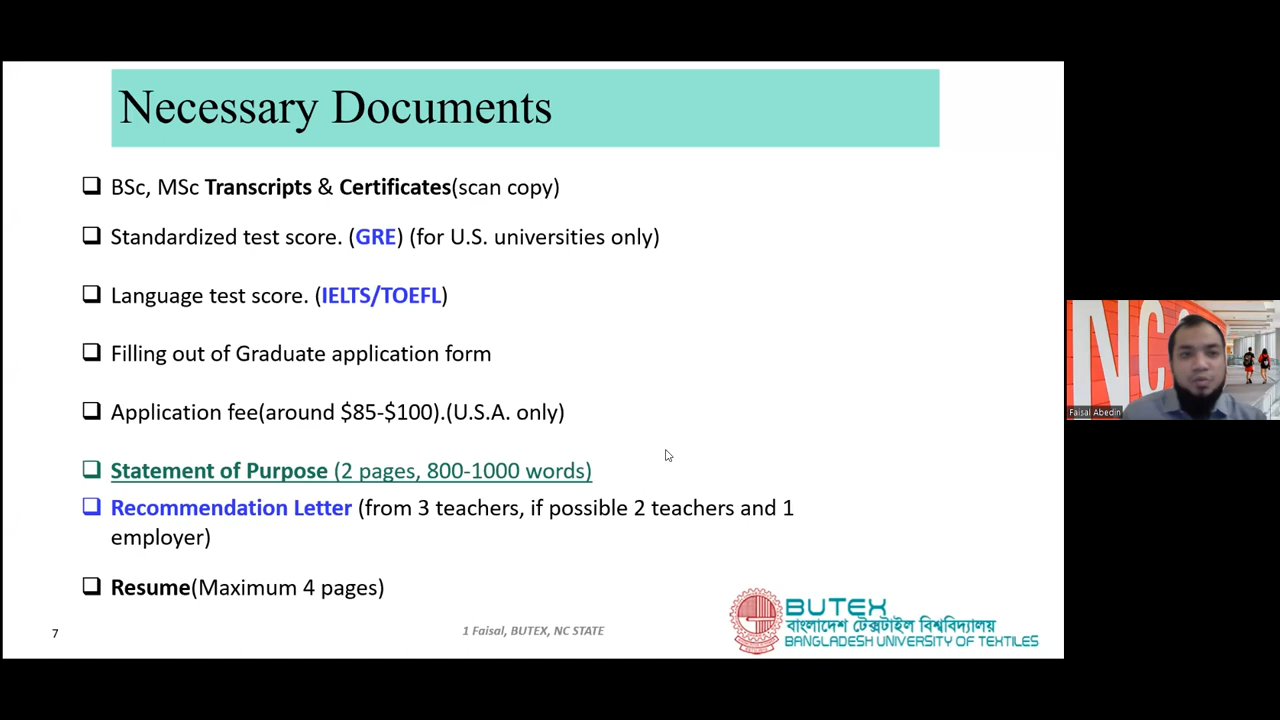 Necessary Documents
❑ BSc, MSc Transcripts & Certificates(scan copy)
❑ Standardized test score. (GRE) (for U.S. universities only)
❑ Language test score. (IELTS/TOEFL)
❑ Filling out of Graduate application form
❑ Application fee(around $85-$100).(U.S.A. only)
❑ Statement of Purpose (2 pages, 800-1000 words)
❑ Recommendation Letter (from 3 teachers, if possible 2 teachers and 1
employer)
❑ Resume(Maximum 4 pages)
7
1 Faisal, BUTEX, NC STATE
BUTEX
বাংলাদেশ টেক্সটাইল বিশ্ববিদ্যালয়
BANGLADESH UNIVERSITY OF TEXTILES
NC
Faisal Abedin